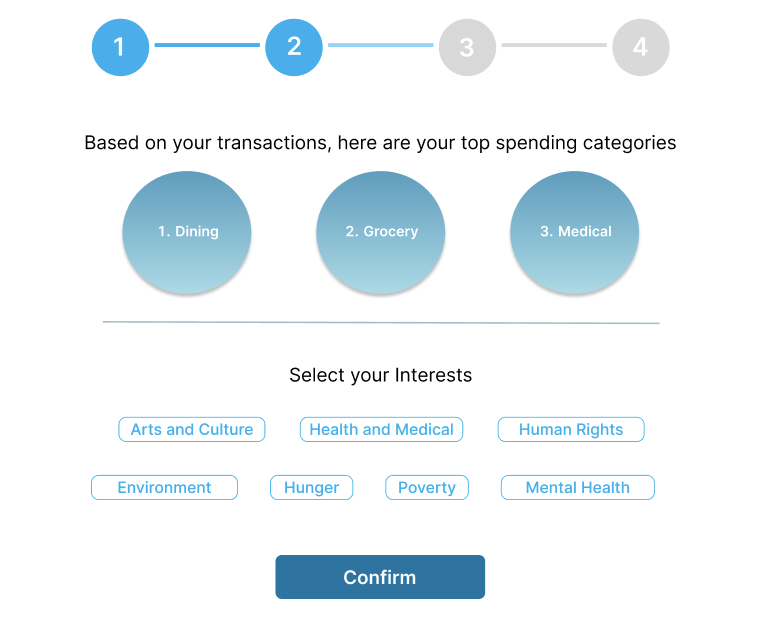 1 2 3 4
Based on your transactions, here are your top spending categories
1. Dining 2. Grocery 3. Medical
Select your Interests
Arts and Culture Health and Medical Human Rights
Environment Hunger Poverty Mental Health
Confirm